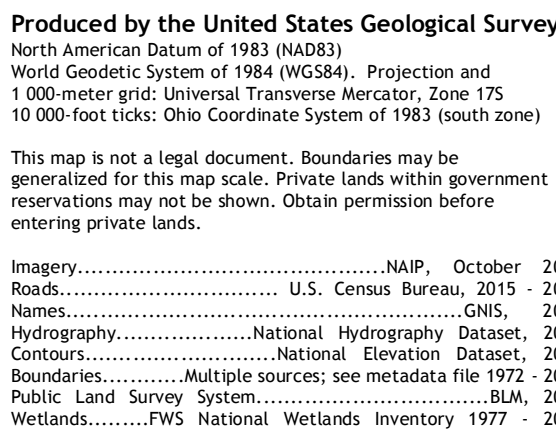 Produced by the United States Geological Survey
North American Datum of 1983 (NAD83)
World Geodetic System of 1984 (WGS84). Projection and
1 000-meter grid: Universal Transverse Mercator, Zone 17S
10 000-foot ticks: Ohio Coordinate System of 1983 (south zone)
This map is not a legal document. Boundaries may be
generalized for this map scale. Private lands within government
reservations may not be shown. Obtain permission before
entering private lands.
Imagery.............................................NAIP, October
Roads................................ U.S. Census Bureau, 2015 -
Names....................................................GNIS,
Hydrography....................National Hydrography Dataset,
Contours............................National Elevation Dataset,
Boundaries............Multiple sources; see metadata file 1972 -
Public Land Survey System..................................BLM,
Wetlands.........FWS National Wetlands Inventory 1977 -